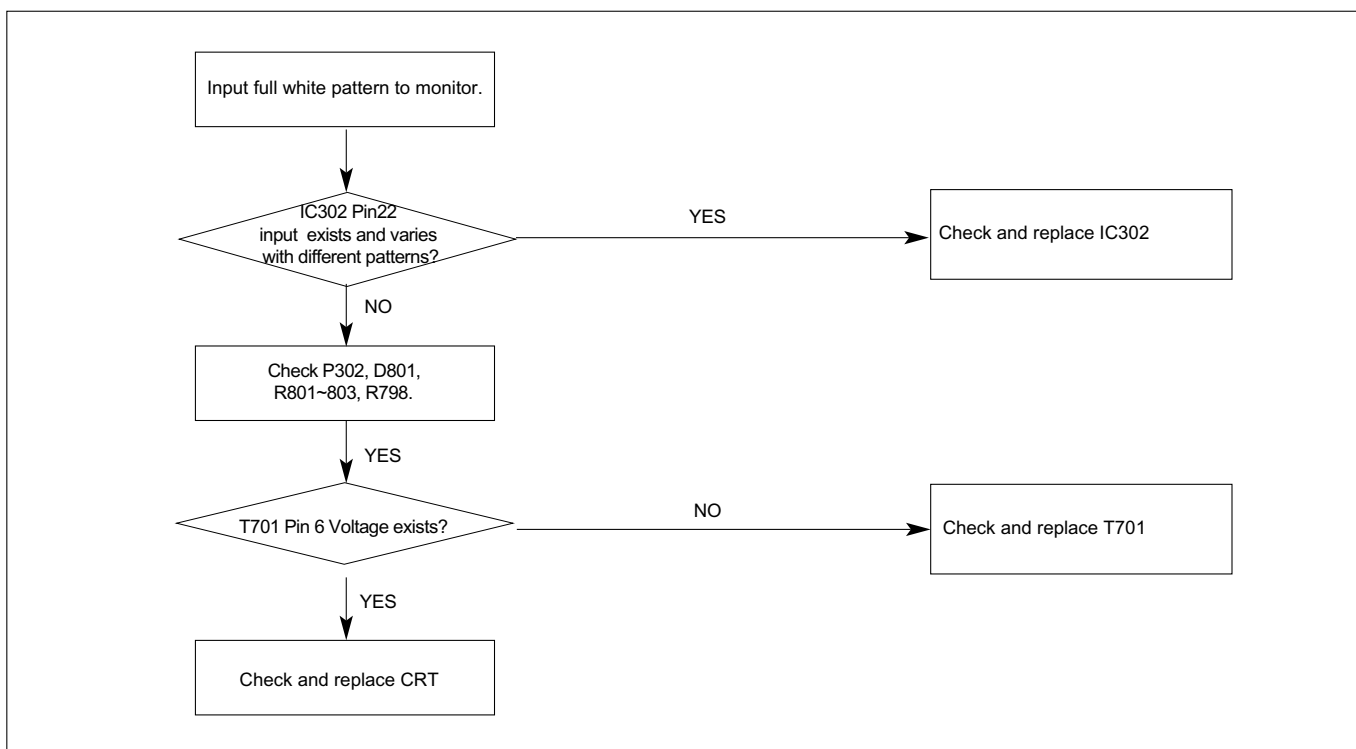 Input full white pattern to monitor.
IC302 Pin22
input exists and varies
with different patterns?
YES
Check and replace IC302
NO
Check P302, D801,
R801~803, R798.
YES
T701 Pin 6 Voltage exists?
NO
Check and replace T701
YES
Check and replace CRT